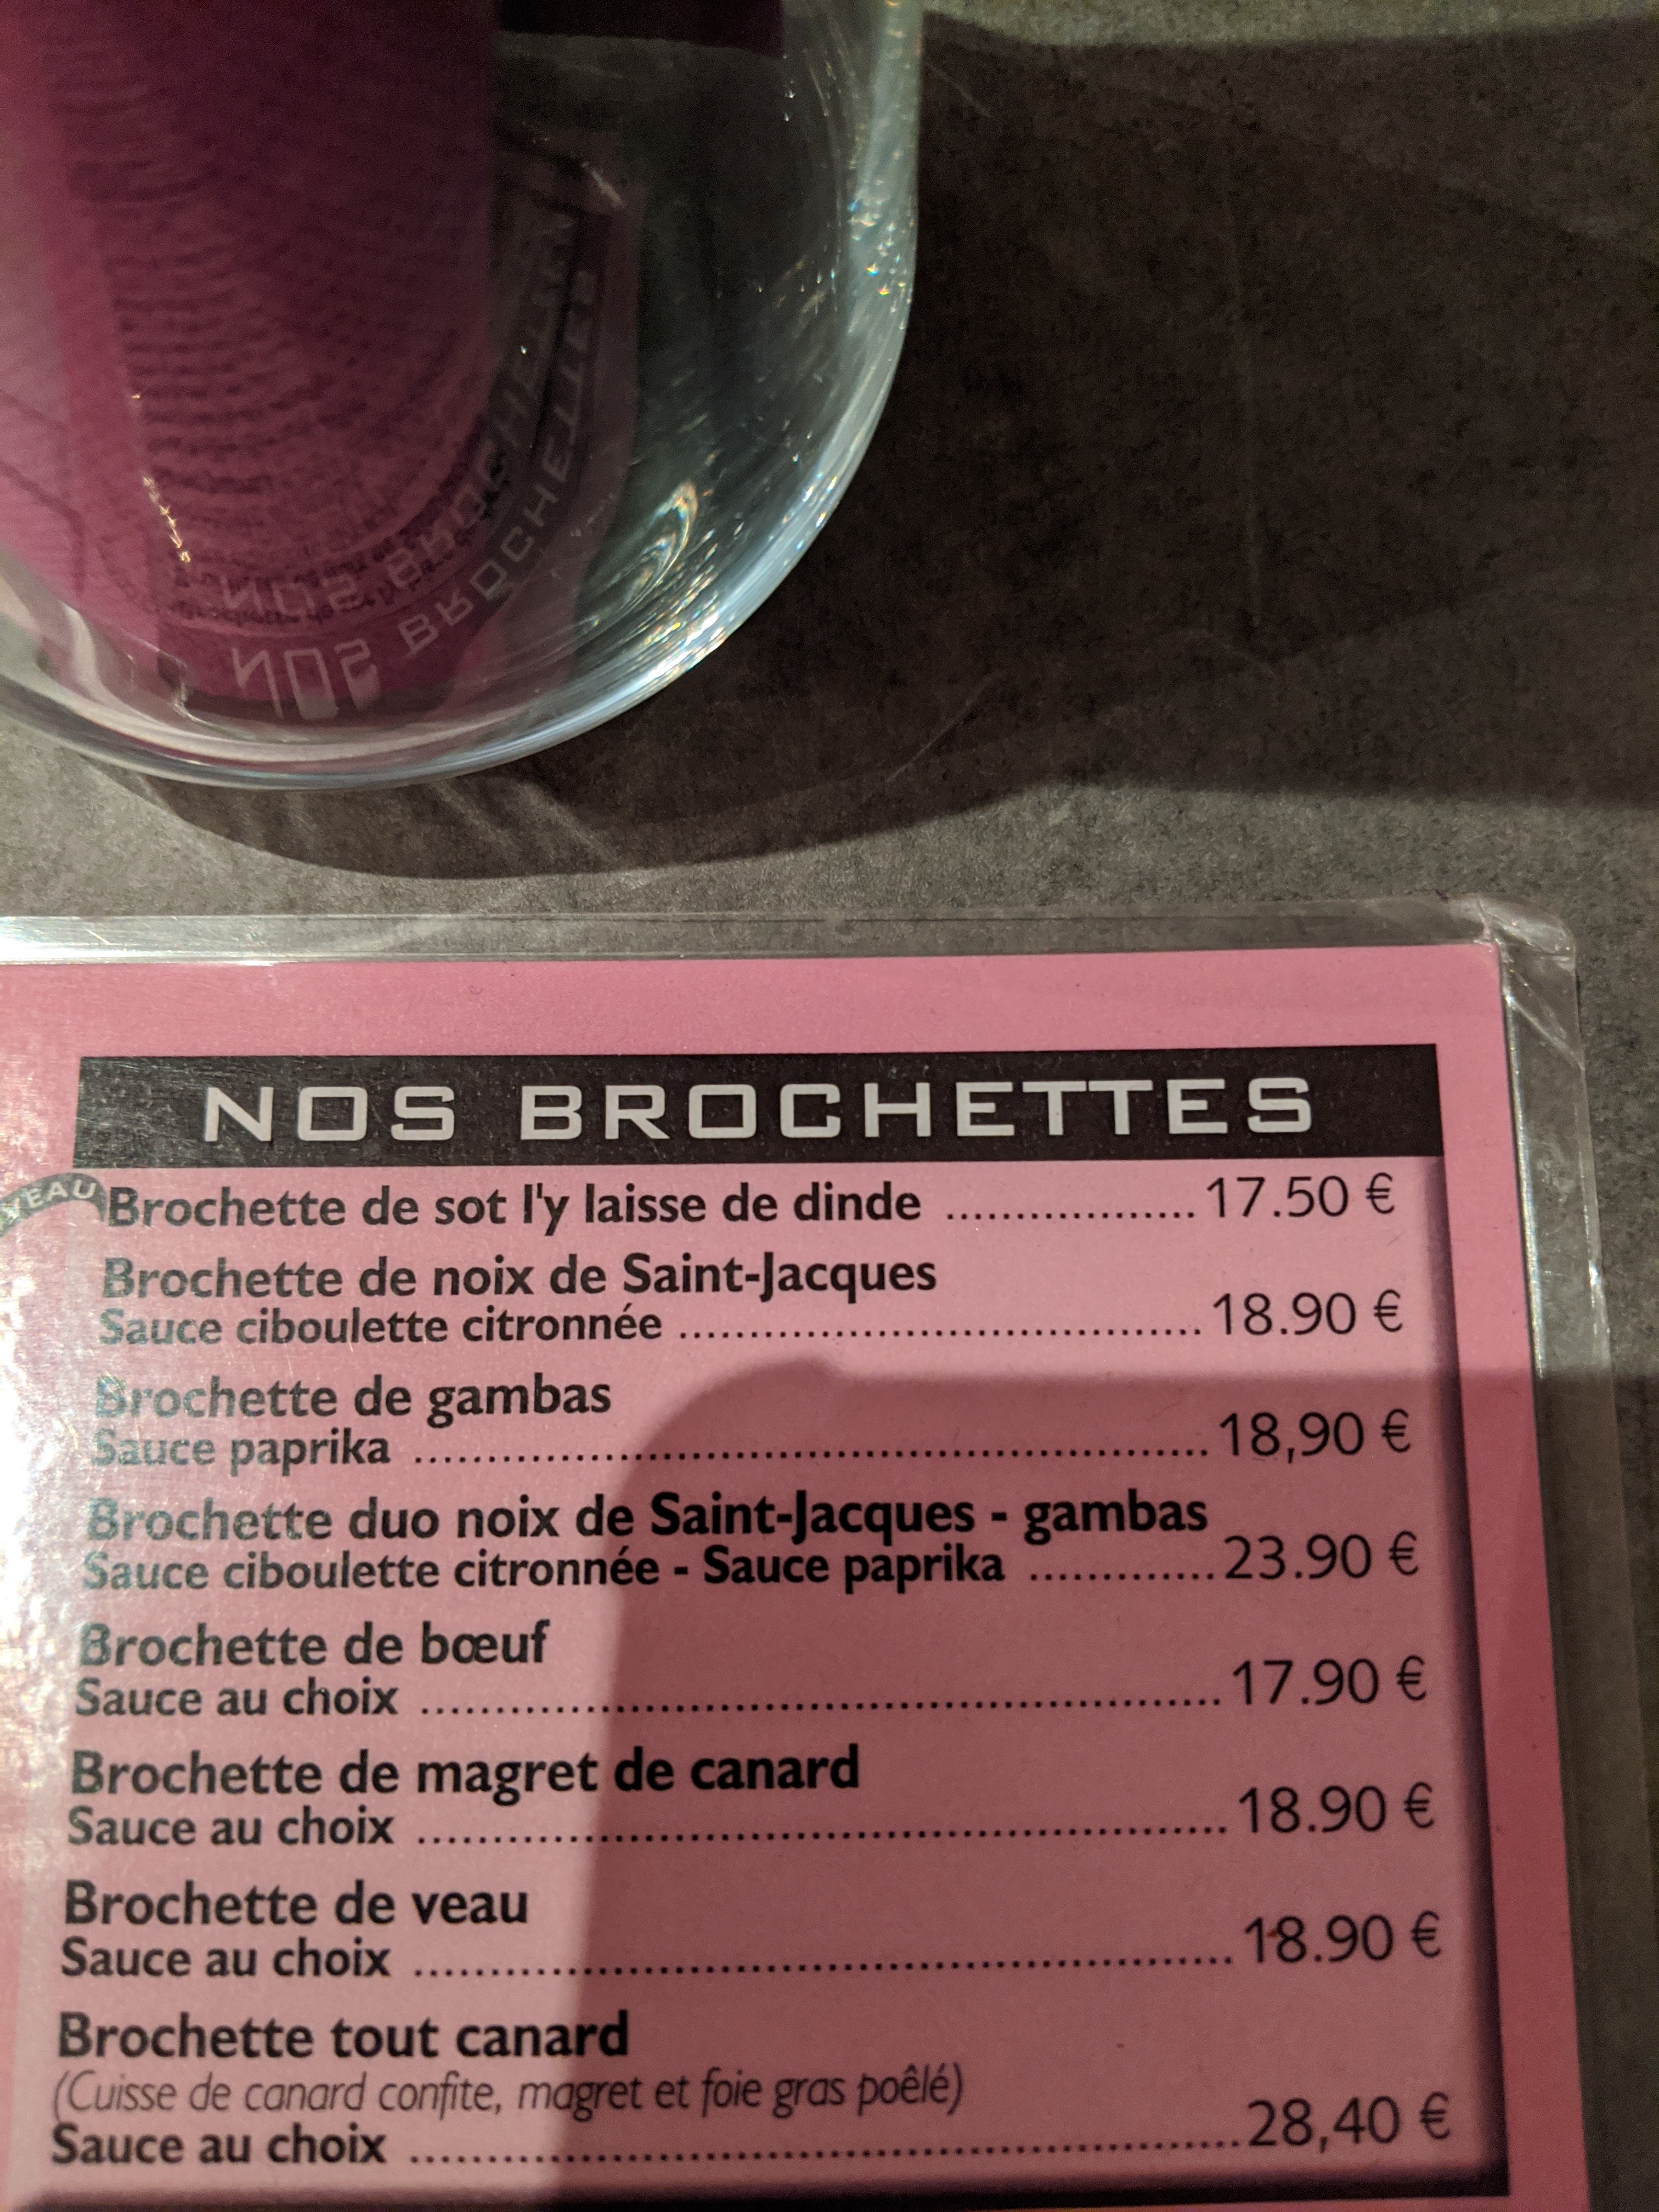 NOS BROCHETTES
Brochette de sot l'y laisse de dinde .................. 17.50 €
Brochette de noix de Saint-Jacques
Sauce ciboulette citronnée ..................................... 18.90 €
Brochette de gambas
Sauce paprika ......................................................... 18,90 €
Brochette duo noix de Saint-Jacques - gambas
Sauce ciboulette citronnée - Sauce paprika ............. 23.90 €
Brochette de bœuf
Sauce au choix ......................................................... 17.90 €
Brochette de magret de canard
Sauce au choix ......................................................... 18.90 €
Brochette de veau
Sauce au choix ......................................................... 18.90 €
Brochette tout canard
(Cuisse de canard confite, magret et foie gras poêlé)
Sauce au choix ......................................................... 28,40 €